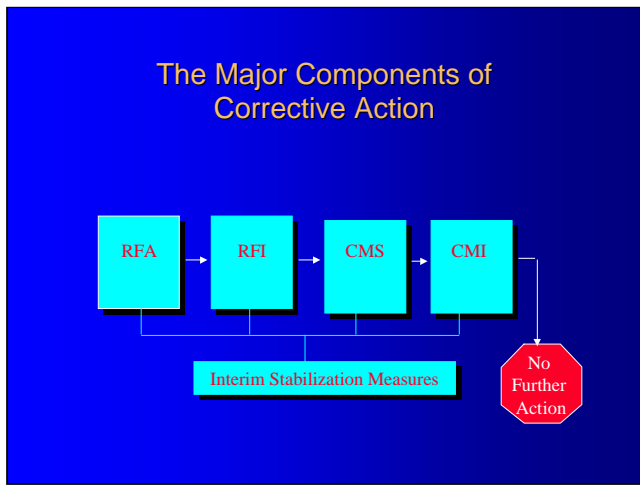 The Major Components of
Corrective Action
RFA
RFI
CMS
CMI
Interim Stabilization Measures
No
Further
Action